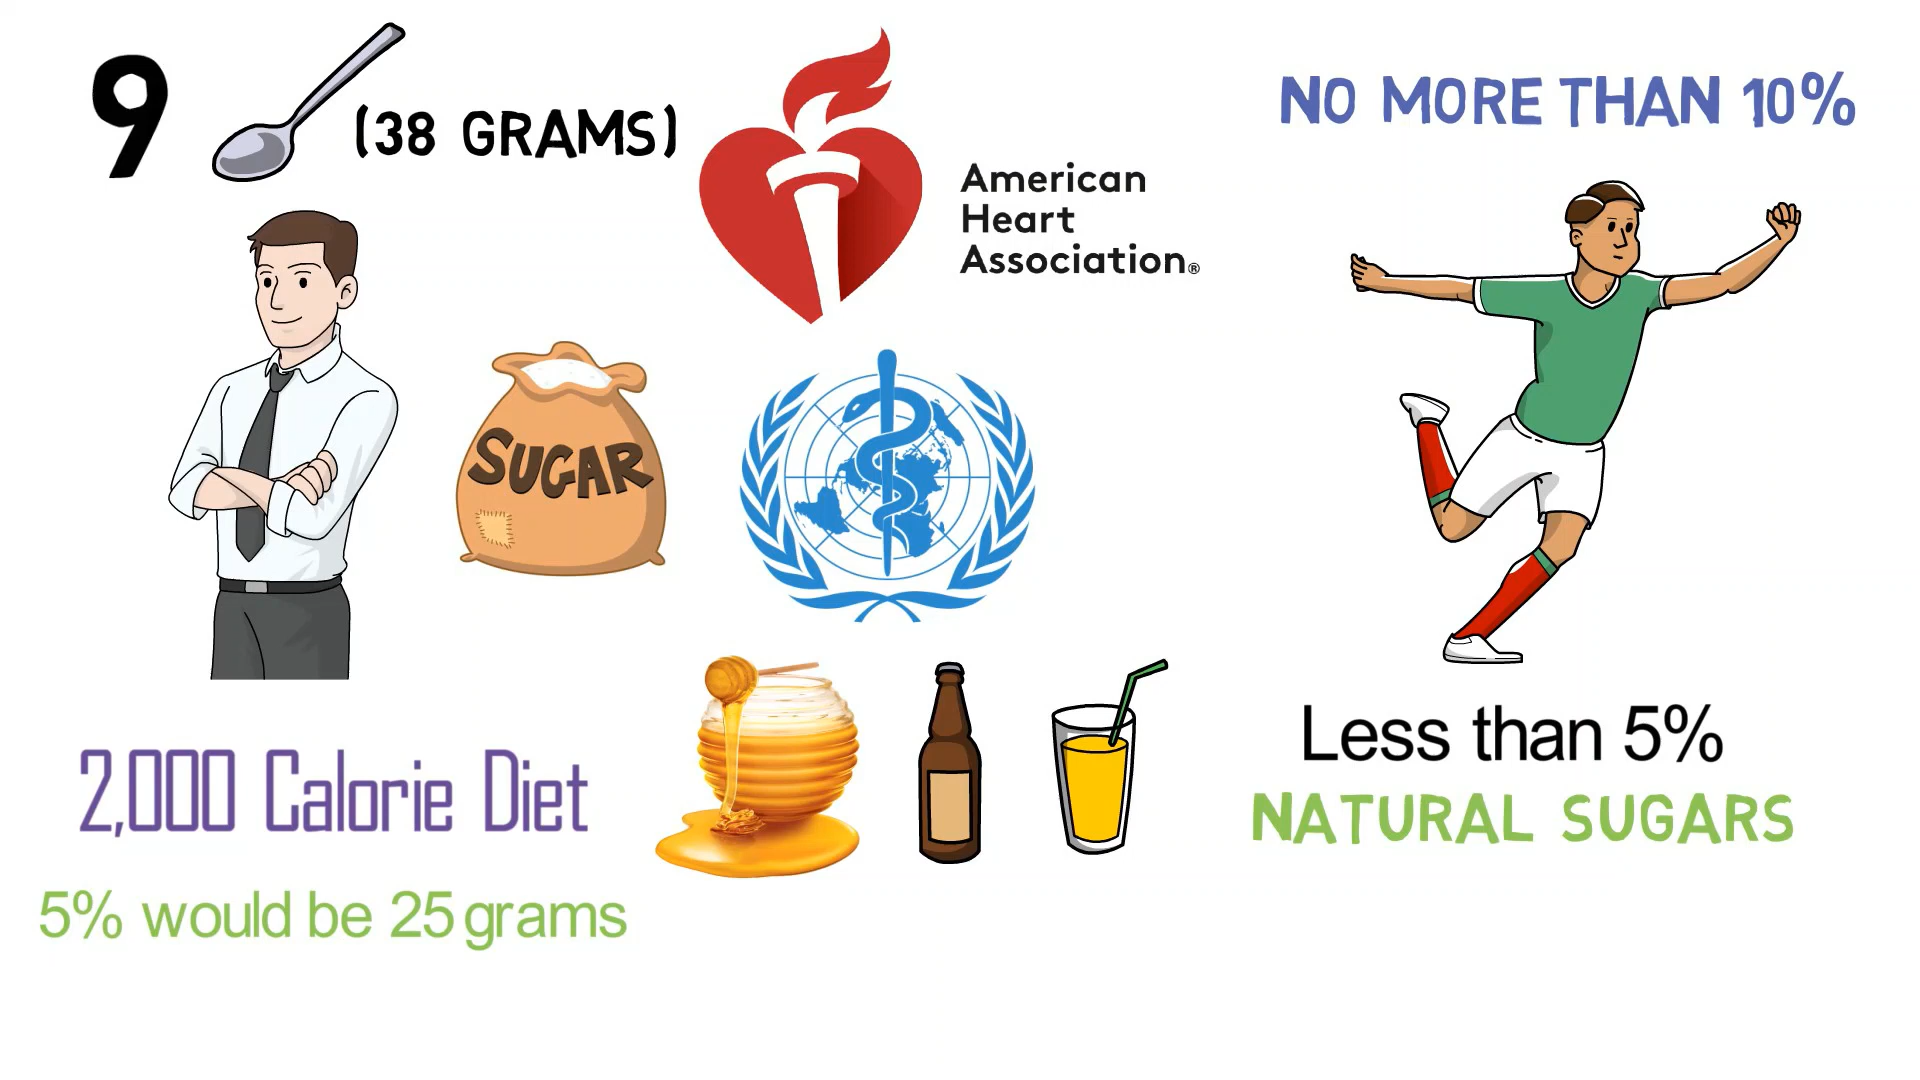 9 (38 GRAMS)
American
Heart
Association®
NO MORE THAN 10%
SUGAR
2,000 Calorie Diet
5% would be 25 grams
Less than 5%
NATURAL SUGARS